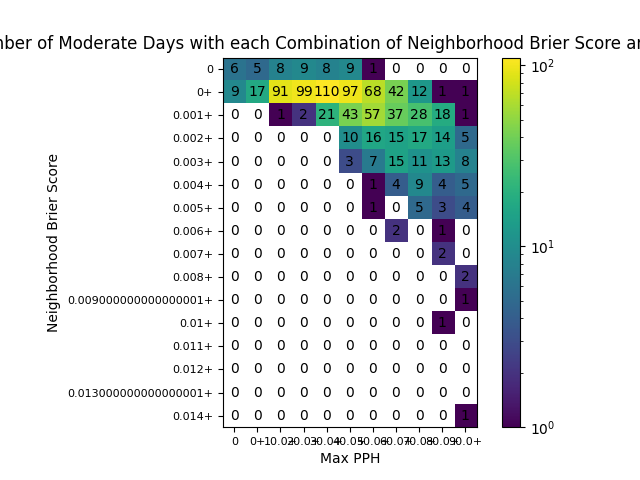 ber of Moderate Days with each Combination of Neighborhood Brier Score a
Neighborhood Brier Score
0 6 5 8 9 8 9 1 0 0 0 0
0+ 9 17 91 99 110 97 68 42 12 1 1
0.001+ 0 0 1 2 21 43 57 37 28 18 1
0.002+ 0 0 0 0 0 10 16 15 17 14 5
0.003+ 0 0 0 0 0 3 7 15 11 13 8
0.004+ 0 0 0 0 0 0 1 4 9 4 5
0.005+ 0 0 0 0 0 0 1 0 5 3 4
0.006+ 0 0 0 0 0 0 0 2 0 1 0
0.007+ 0 0 0 0 0 0 0 0 0 2 0
0.008+ 0 0 0 0 0 0 0 0 0 0 2
0.009000000000000001+ 0 0 0 0 0 0 0 0 0 0 1
0.01+ 0 0 0 0 0 0 0 0 0 1 0
0.011+ 0 0 0 0 0 0 0 0 0 0 0
0.012+ 0 0 0 0 0 0 0 0 0 0 0
0.013000000000000001+ 0 0 0 0 0 0 0 0 0 0 0
0.014+ 0 0 0 0 0 0 0 0 0 0 1
0 0+
Max PPH
10²
10¹
10⁰